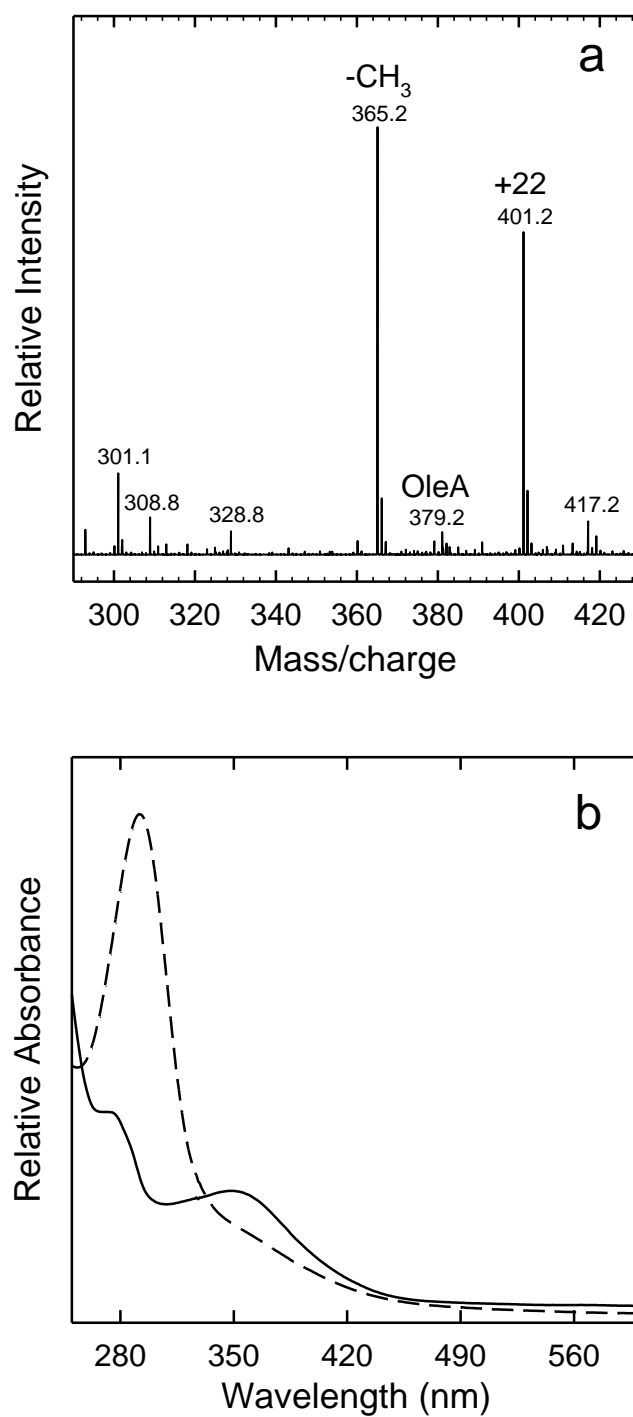 a
-CH₃
365.2
+22
401.2
301.1
308.8
328.8
OleA
379.2
417.2
Relative Intensity
300 320 340 360 380 400 420
Mass/charge
b
Relative Absorbance
280 350 420 490 560
Wavelength (nm)